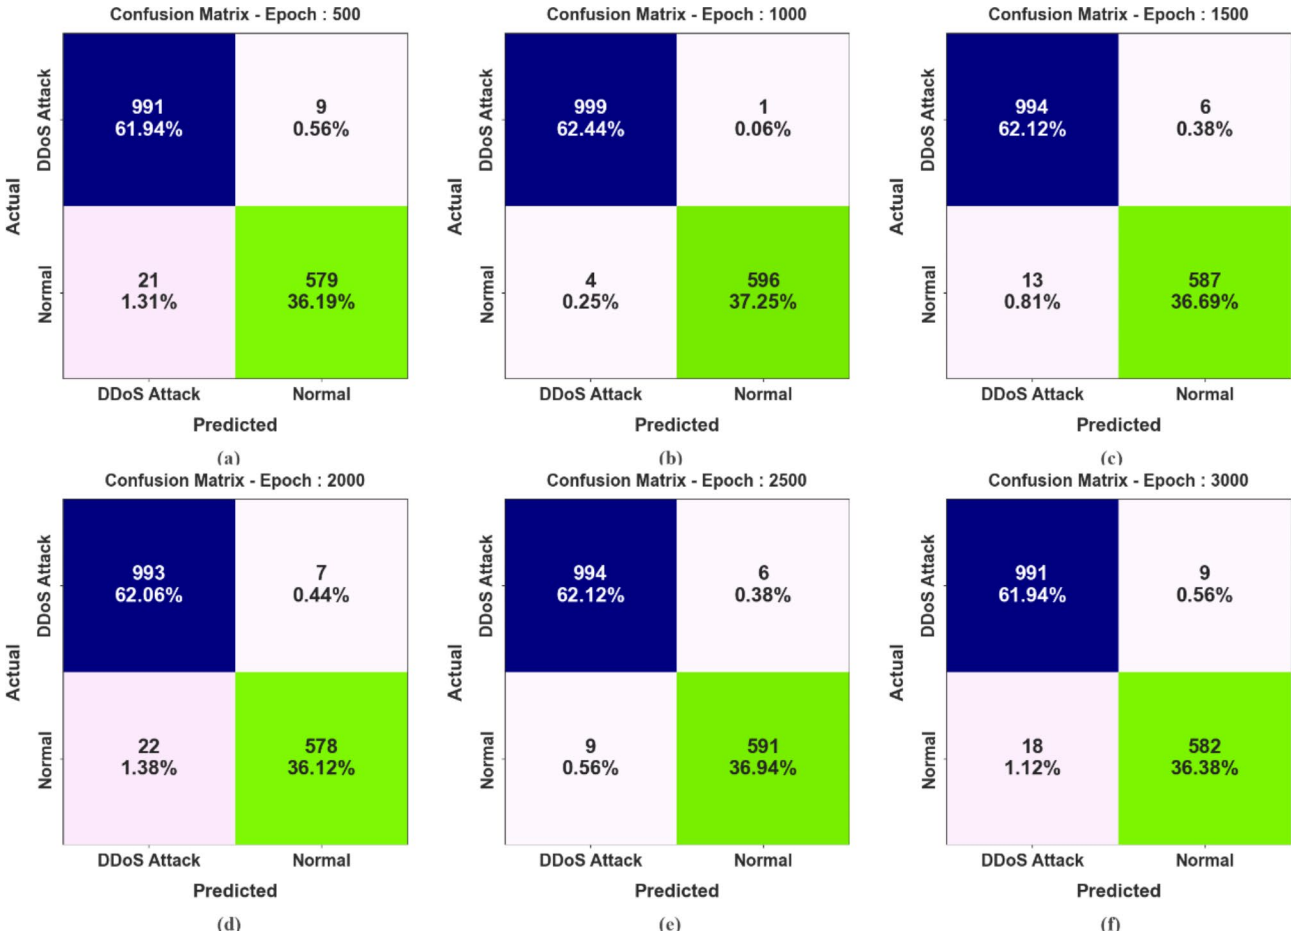 Confusion Matrix - Epoch : 500
Actual
DDoS Attack
991
61.94%
9
0.56%
Normal
21
1.31%
579
36.19%
DDoS Attack
Normal
Predicted
(a)
Confusion Matrix - Epoch : 1000
Actual
DDoS Attack
999
62.44%
1
0.06%
Normal
4
0.25%
596
37.25%
DDoS Attack
Normal
Predicted
(b)
Confusion Matrix - Epoch : 1500
Actual
DDoS Attack
994
62.12%
6
0.38%
Normal
13
0.81%
587
36.69%
DDoS Attack
Normal
Predicted
(c)
Confusion Matrix - Epoch : 2000
Actual
DDoS Attack
993
62.06%
7
0.44%
Normal
22
1.38%
578
36.12%
DDoS Attack
Normal
Predicted
(d)
Confusion Matrix - Epoch : 2500
Actual
DDoS Attack
994
62.12%
6
0.38%
Normal
9
0.56%
591
36.94%
DDoS Attack
Normal
Predicted
(e)
Confusion Matrix - Epoch : 3000
Actual
DDoS Attack
991
61.94%
9
0.56%
Normal
18
1.12%
582
36.38%
DDoS Attack
Normal
Predicted
(f)